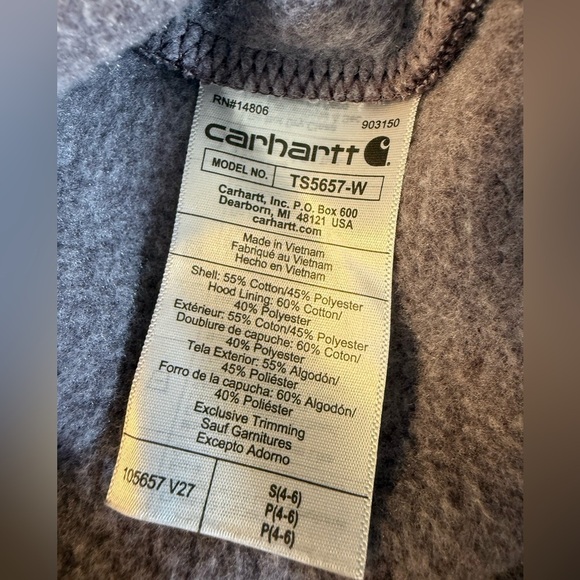 RN#14806 903150
carhartt
MODEL NO. TS5657-W
Carhartt, Inc. P.O. Box 600
Dearborn, MI 48121 USA
carhartt.com
Made in Vietnam
Fabriqué au Vietnam
Hecho en Vietnam
Shell: 55% Cotton/45% Polyester
Hood Lining: 60% Cotton/
40% Polyester
Extérieur: 55% Coton/45% Polyester
Doublure de capuche: 60% Coton/
40% Polyester
Tela Exterior: 55% Algodón/
45% Poliéster
Forro de la capucha: 60% Algodón/
40% Poliéster
Exclusive Trimming
Sauf Garnitures
Excepto Adorno
105657 V27
S(4-6)
P(4-6)
P(4-6)